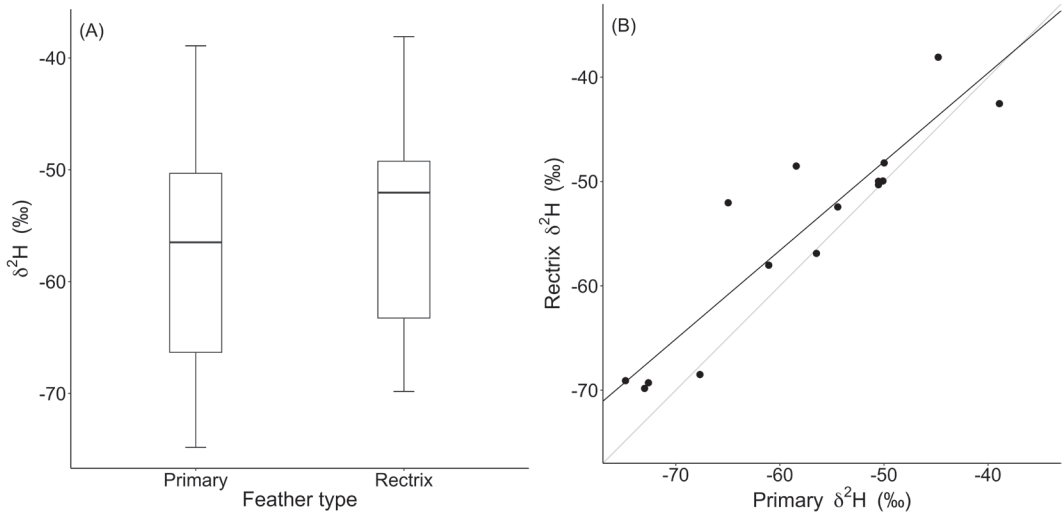 (A)
δ²H (‰)
-40
-50
-60
-70
Primary
Rectrix
Feather type
(B)
Rectrix δ²H (‰)
-40
-50
-60
-70
-70
-60
-50
-40
Primary δ²H (‰)